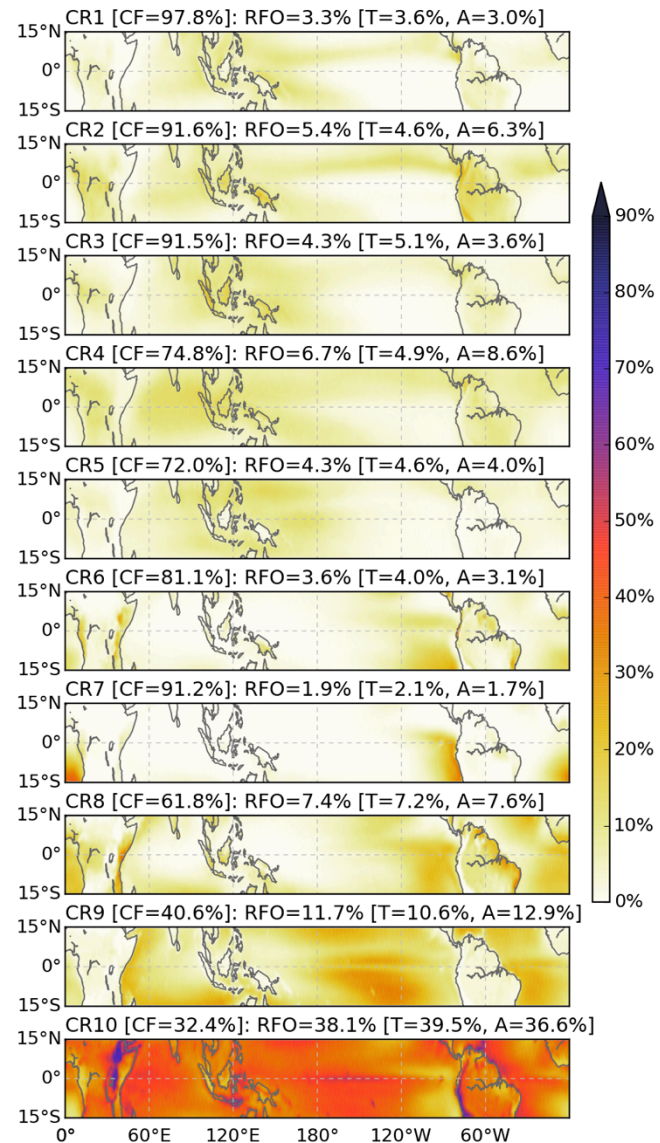 CR1 [CF=97.8%]: RFO=3.3% [T=3.6%, A=3.0%]
15°N
0°
15°S
CR2 [CF=91.6%]: RFO=5.4% [T=4.6%, A=6.3%]
15°N
0°
15°S
CR3 [CF=91.5%]: RFO=4.3% [T=5.1%, A=3.6%]
15°N
0°
15°S
CR4 [CF=74.8%]: RFO=6.7% [T=4.9%, A=8.6%]
15°N
0°
15°S
CR5 [CF=72.0%]: RFO=4.3% [T=4.6%, A=4.0%]
15°N
0°
15°S
CR6 [CF=81.1%]: RFO=3.6% [T=4.0%, A=3.1%]
15°N
0°
15°S
CR7 [CF=91.2%]: RFO=1.9% [T=2.1%, A=1.7%]
15°N
0°
15°S
CR8 [CF=61.8%]: RFO=7.4% [T=7.2%, A=7.6%]
15°N
0°
15°S
CR9 [CF=40.6%]: RFO=11.7% [T=10.6%, A=12.9%]
15°N
0°
15°S
CR10 [CF=32.4%]: RFO=38.1% [T=39.5%, A=36.6%]
15°N
0°
15°S
0° 60°E 120°E 180° 120°W 60°W
90%
80%
70%
60%
50%
40%
30%
20%
10%
0%